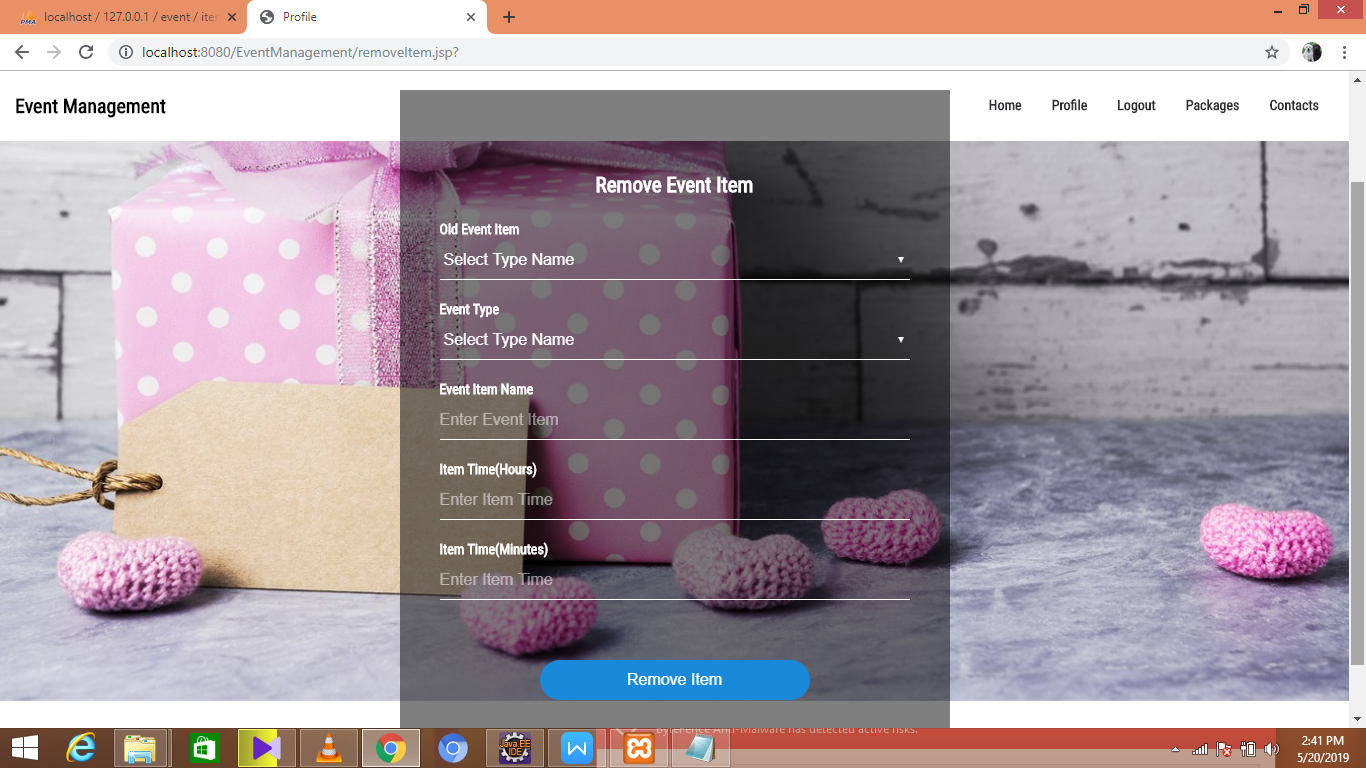 localhost / 127.0.0.1 / event / iter
Profile
localhost:8080/EventManagement/removeItem.jsp?
Event Management
Home Profile Logout Packages Contacts
Remove Event Item
Old Event Item
Select Type Name
Event Type
Select Type Name
Event Item Name
Enter Event Item
Item Time(Hours)
Enter Item Time
Item Time(Minutes)
Enter Item Time
Remove Item
ByteFence Anti-Malware has detected active risks.
Java EE
IDE
2:41 PM
5/20/2019